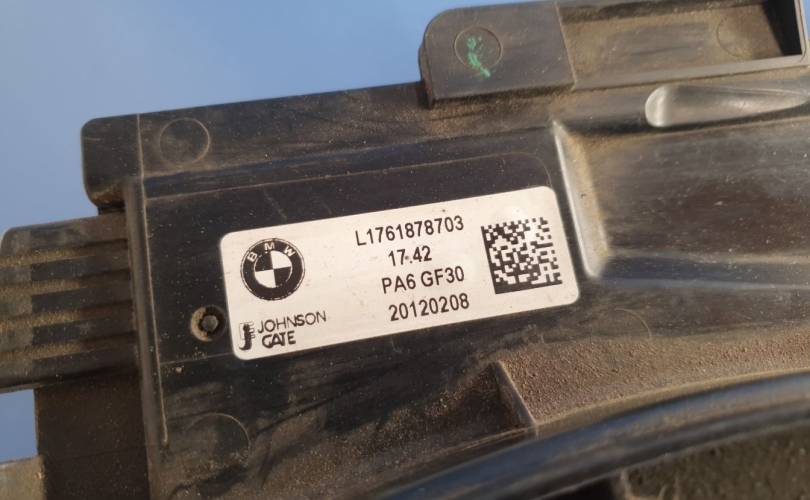 BMW
L1761878703
17.42
PA6 GF30
20120208
JOHNSON
GATE